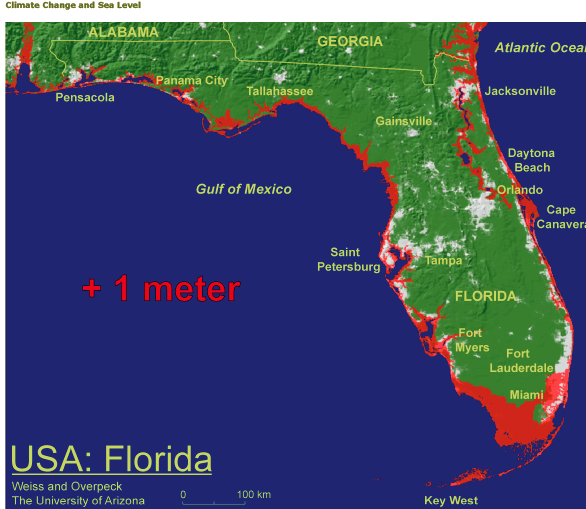 Climate Change and Sea Level
ALABAMA
GEORGIA
Atlantic Ocea
Panama City
Pensacola
Tallahassee
Jacksonville
Gainsville
Daytona
Beach
Gulf of Mexico
Orlando
Cape
Canavera
Saint
Petersburg
Tampa
+ 1 meter
FLORIDA
Fort
Myers
Fort
Lauderdale
Miami
USA: Florida
Weiss and Overpeck
The University of Arizona
0 100 km
Key West